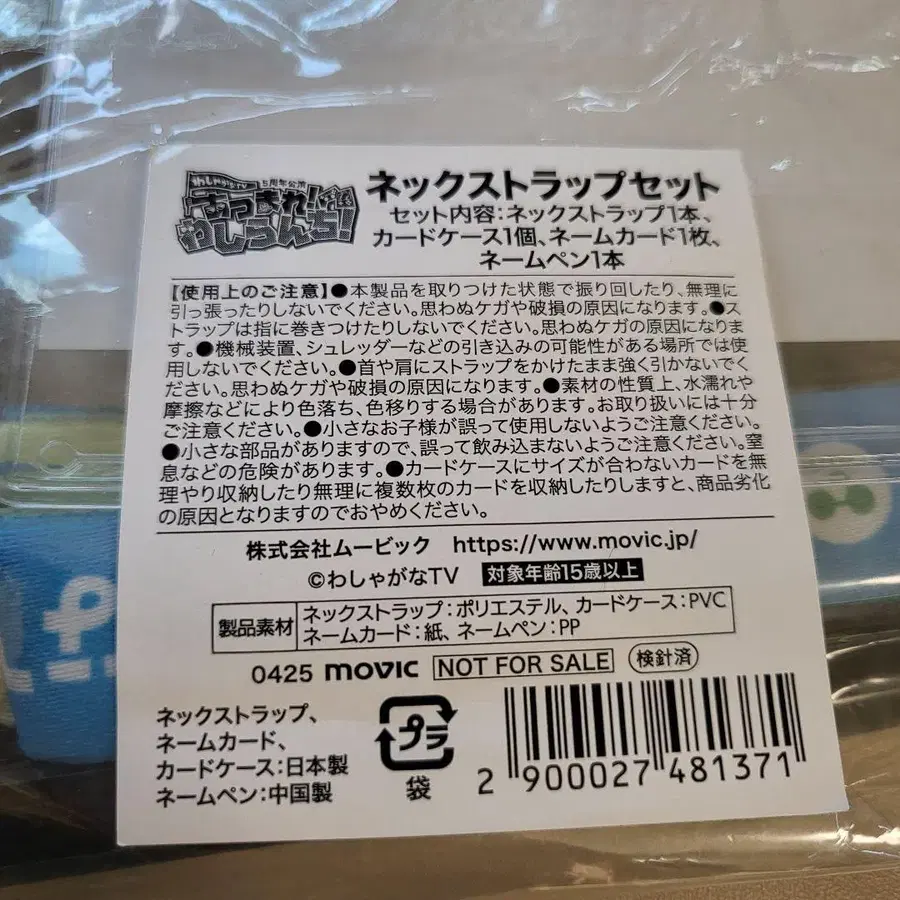 わしゃがなTV
5周年公演
あつまれ!
わしらんち!
ネックストラップセット
セット内容:ネックストラップ1本、
カードケース1個、ネームカード1枚、
ネームペン1本
【使用上のご注意】●本製品を取りつけた状態で振り回したり、無理に
引っ張ったりしないでください。思わぬケガや破損の原因になります。●ス
トラップは指に巻きつけたりしないでください。思わぬケガの原因になりま
す。●機械装置、シュレッダーなどの引き込みの可能性がある場所では使
用しないでください。●首や肩にストラップをかけたまま強く引かないでく
ださい。思わぬケガや破損の原因になります。●素材の性質上、水濡れや
摩擦などにより色落ち、色移りする場合があります。お取り扱いには十分
ご注意ください。●小さなお子様が誤って使用しないようご注意ください。
●小さな部品がありますので、誤って飲み込まないようご注意ください。窒
息などの危険があります。●カードケースにサイズが合わないカードを無
理やり収納したり無理に複数枚のカードを収納したりしますと、商品劣化
の原因となりますのでおやめください。
株式会社ムービック https://www.movic.jp/
©わしゃがなTV 対象年齢15歳以上
製品素材 ネックストラップ:ポリエステル、カードケース:PVC
ネームカード:紙、ネームペン:PP
0425 movic NOT FOR SALE 検針済
ネックストラップ、
ネームカード、
カードケース:日本製
ネームペン:中国製
プラ
袋
2 900027 481371